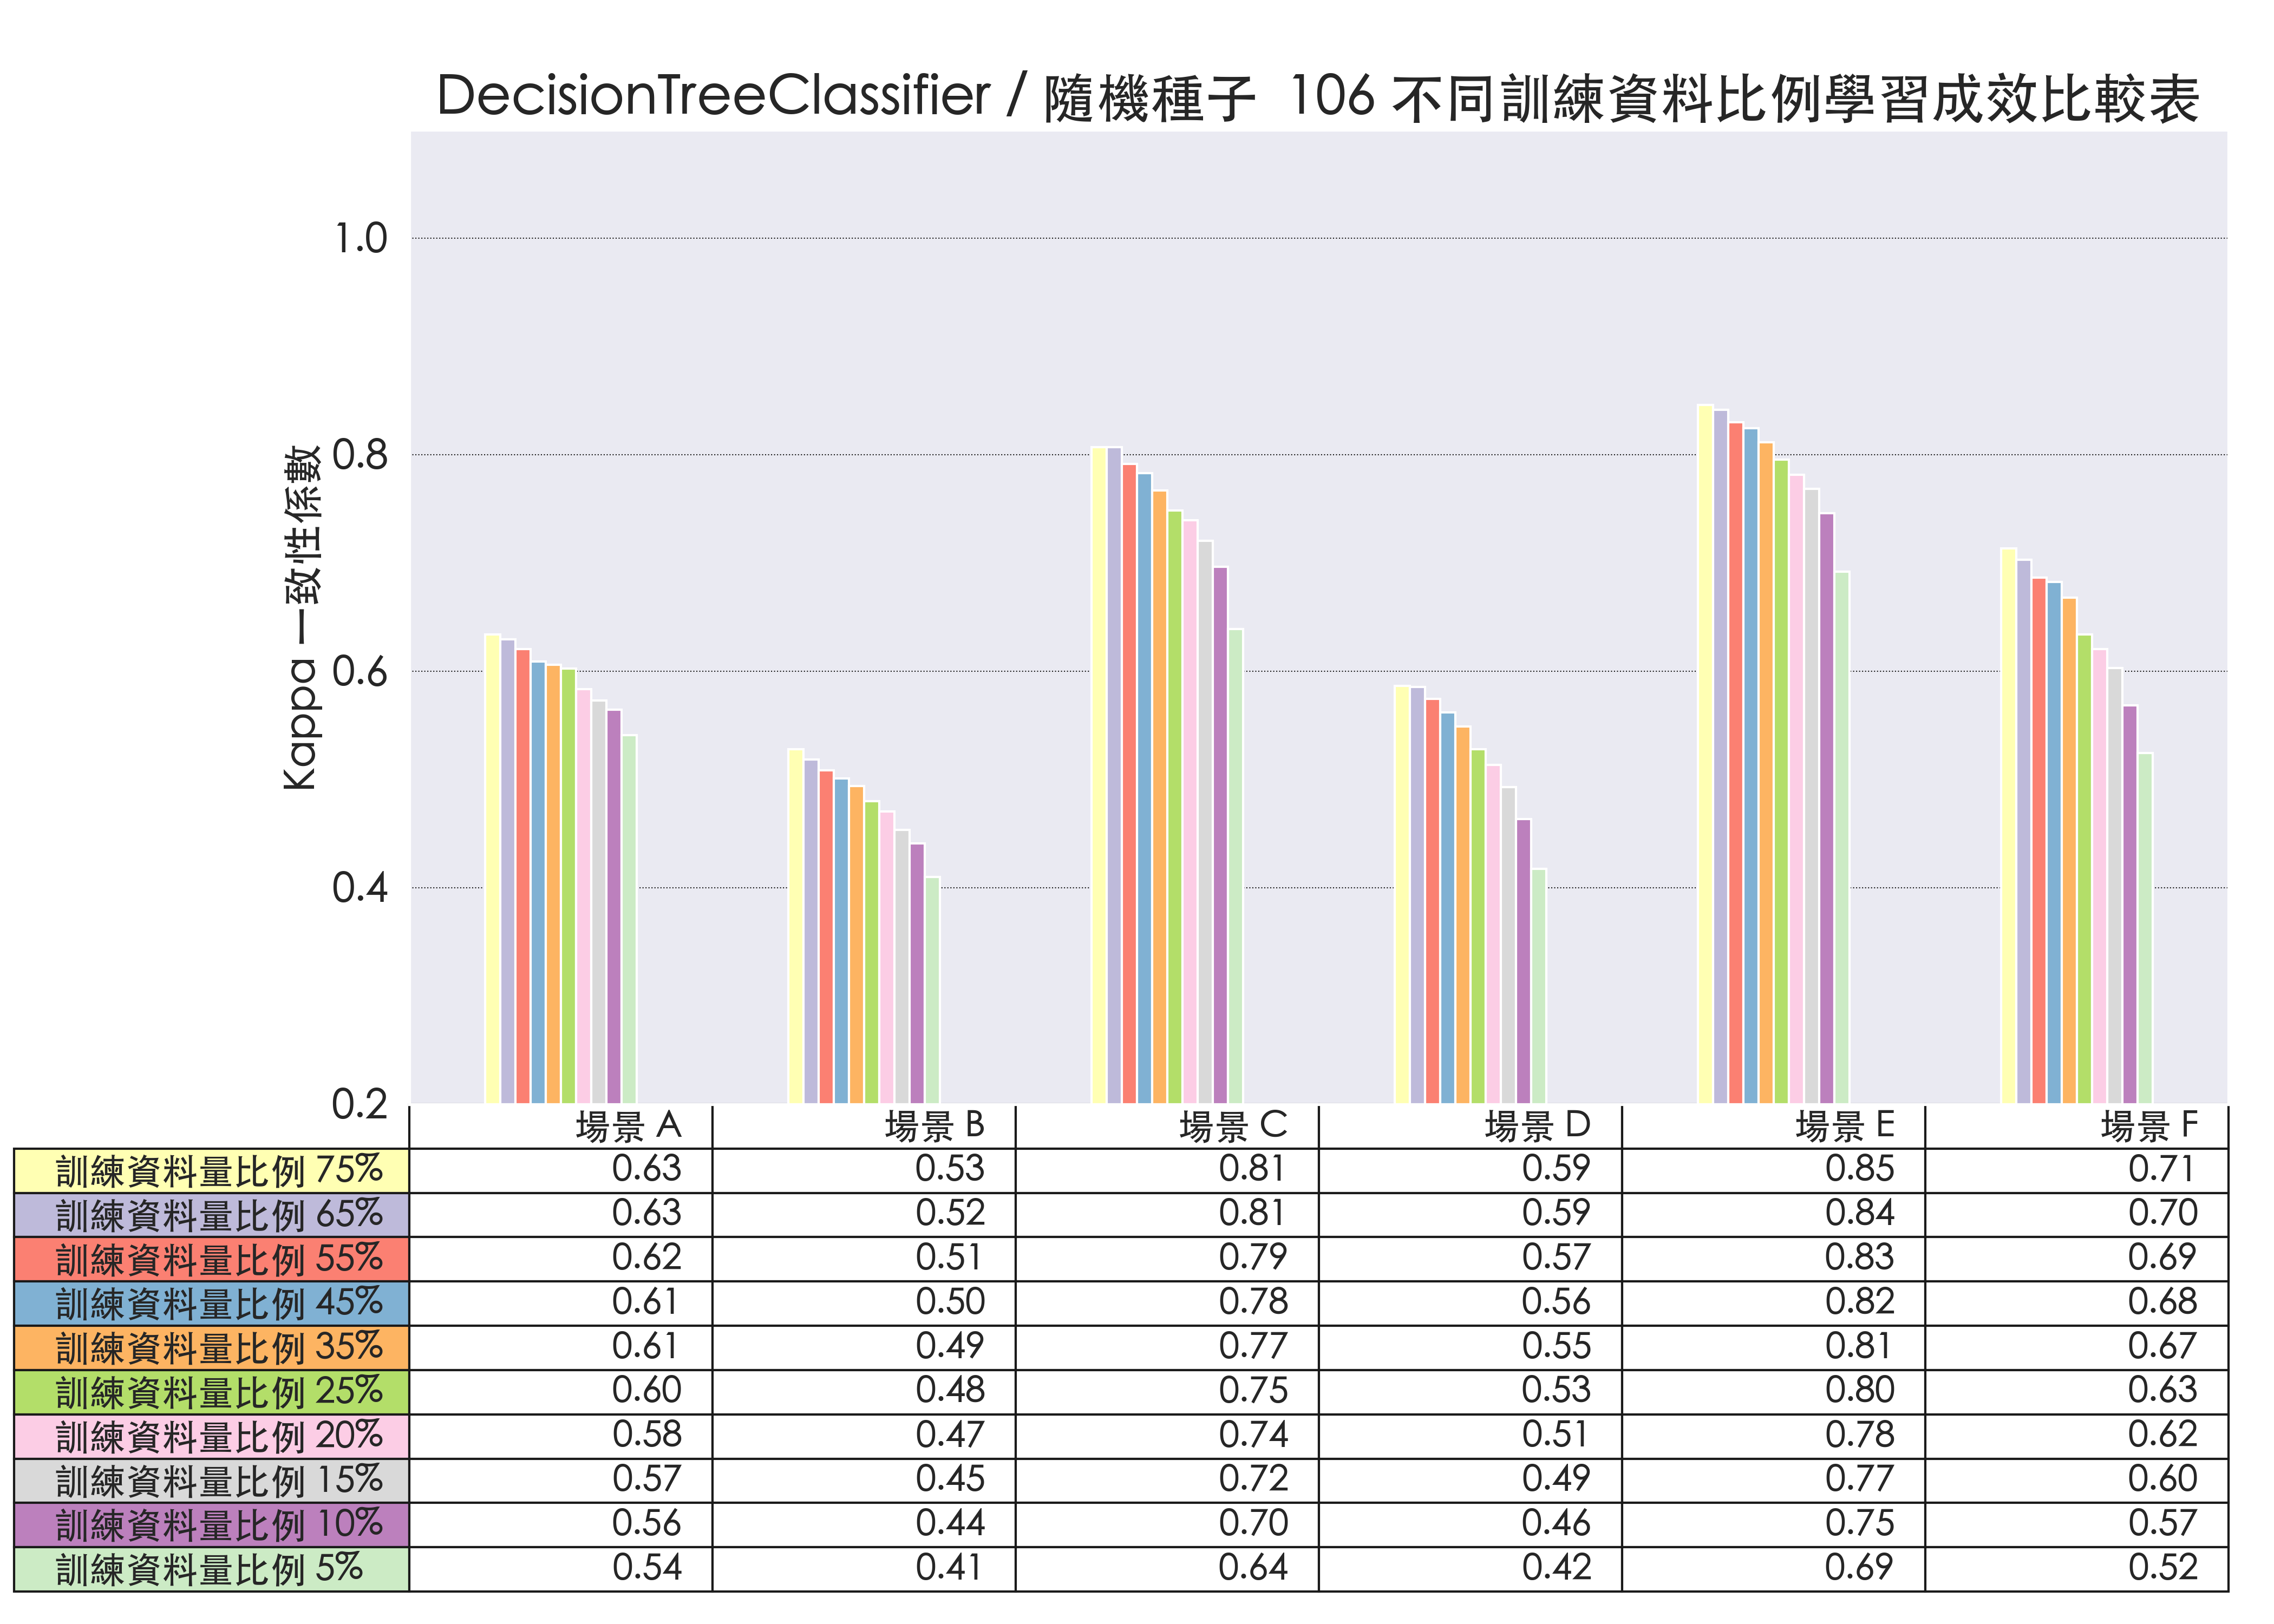 DecisionTreeClassifier / 隨機種子 106 不同訓練資料比例學習成效比較表
Kappa 一致性係數
1.0
0.8
0.6
0.4
0.2
場景 A 場景 B 場景 C 場景 D 場景 E 場景 F
訓練資料量比例 75% 0.63 0.53 0.81 0.59 0.85 0.71
訓練資料量比例 65% 0.63 0.52 0.81 0.59 0.84 0.70
訓練資料量比例 55% 0.62 0.51 0.79 0.57 0.83 0.69
訓練資料量比例 45% 0.61 0.50 0.78 0.56 0.82 0.68
訓練資料量比例 35% 0.61 0.49 0.77 0.55 0.81 0.67
訓練資料量比例 25% 0.60 0.48 0.75 0.53 0.80 0.63
訓練資料量比例 20% 0.58 0.47 0.74 0.51 0.78 0.62
訓練資料量比例 15% 0.57 0.45 0.72 0.49 0.77 0.60
訓練資料量比例 10% 0.56 0.44 0.70 0.46 0.75 0.57
訓練資料量比例 5% 0.54 0.41 0.64 0.42 0.69 0.52